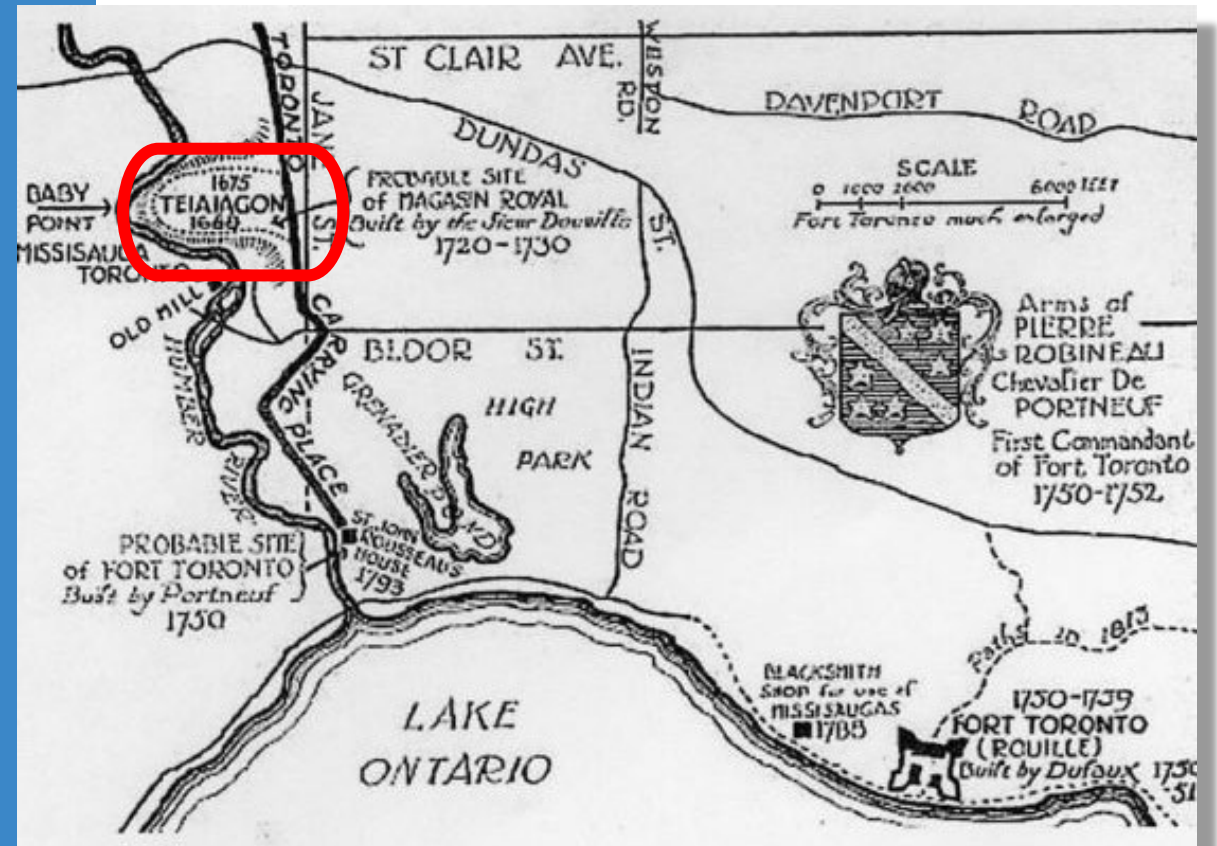 ST CLAIR AVE.
WESTON
RD.
DAVENPORT ROAD
TORONTO
JANE
ST.
DUNDAS
ST.
SCALE
0 1000 2000 6000 FEET
Fort Toronto much enlarged
BABY
POINT
1675
TEIAIAGON
1660
PROBABLE SITE
of MAGASIN ROYAL
Built by the Sieur Douville
1720-1730
MISSISAUGA
TORONTO
OLD MILL
HUMBER
RIVER
CARRYING PLACE
BLOOR ST.
GRENADIER POND
HIGH
PARK
INDIAN
ROAD
Arms of
PIERRE
ROBINEAU
Chevalier De
PORTNEUF
First Commandant
of Fort Toronto
1750-1752
PROBABLE SITE
of FORT TORONTO
Built by Portneuf
1750
ST. JOHN
ROUSSEAU'S
HOUSE
1793
LAKE
ONTARIO
BLACKSMITH
Shop for use of
MISSISAUGAS
1788
Paths in 1813
1750-1759
FORT TORONTO
(ROUILLE)
Built by Dufaux 1750
51